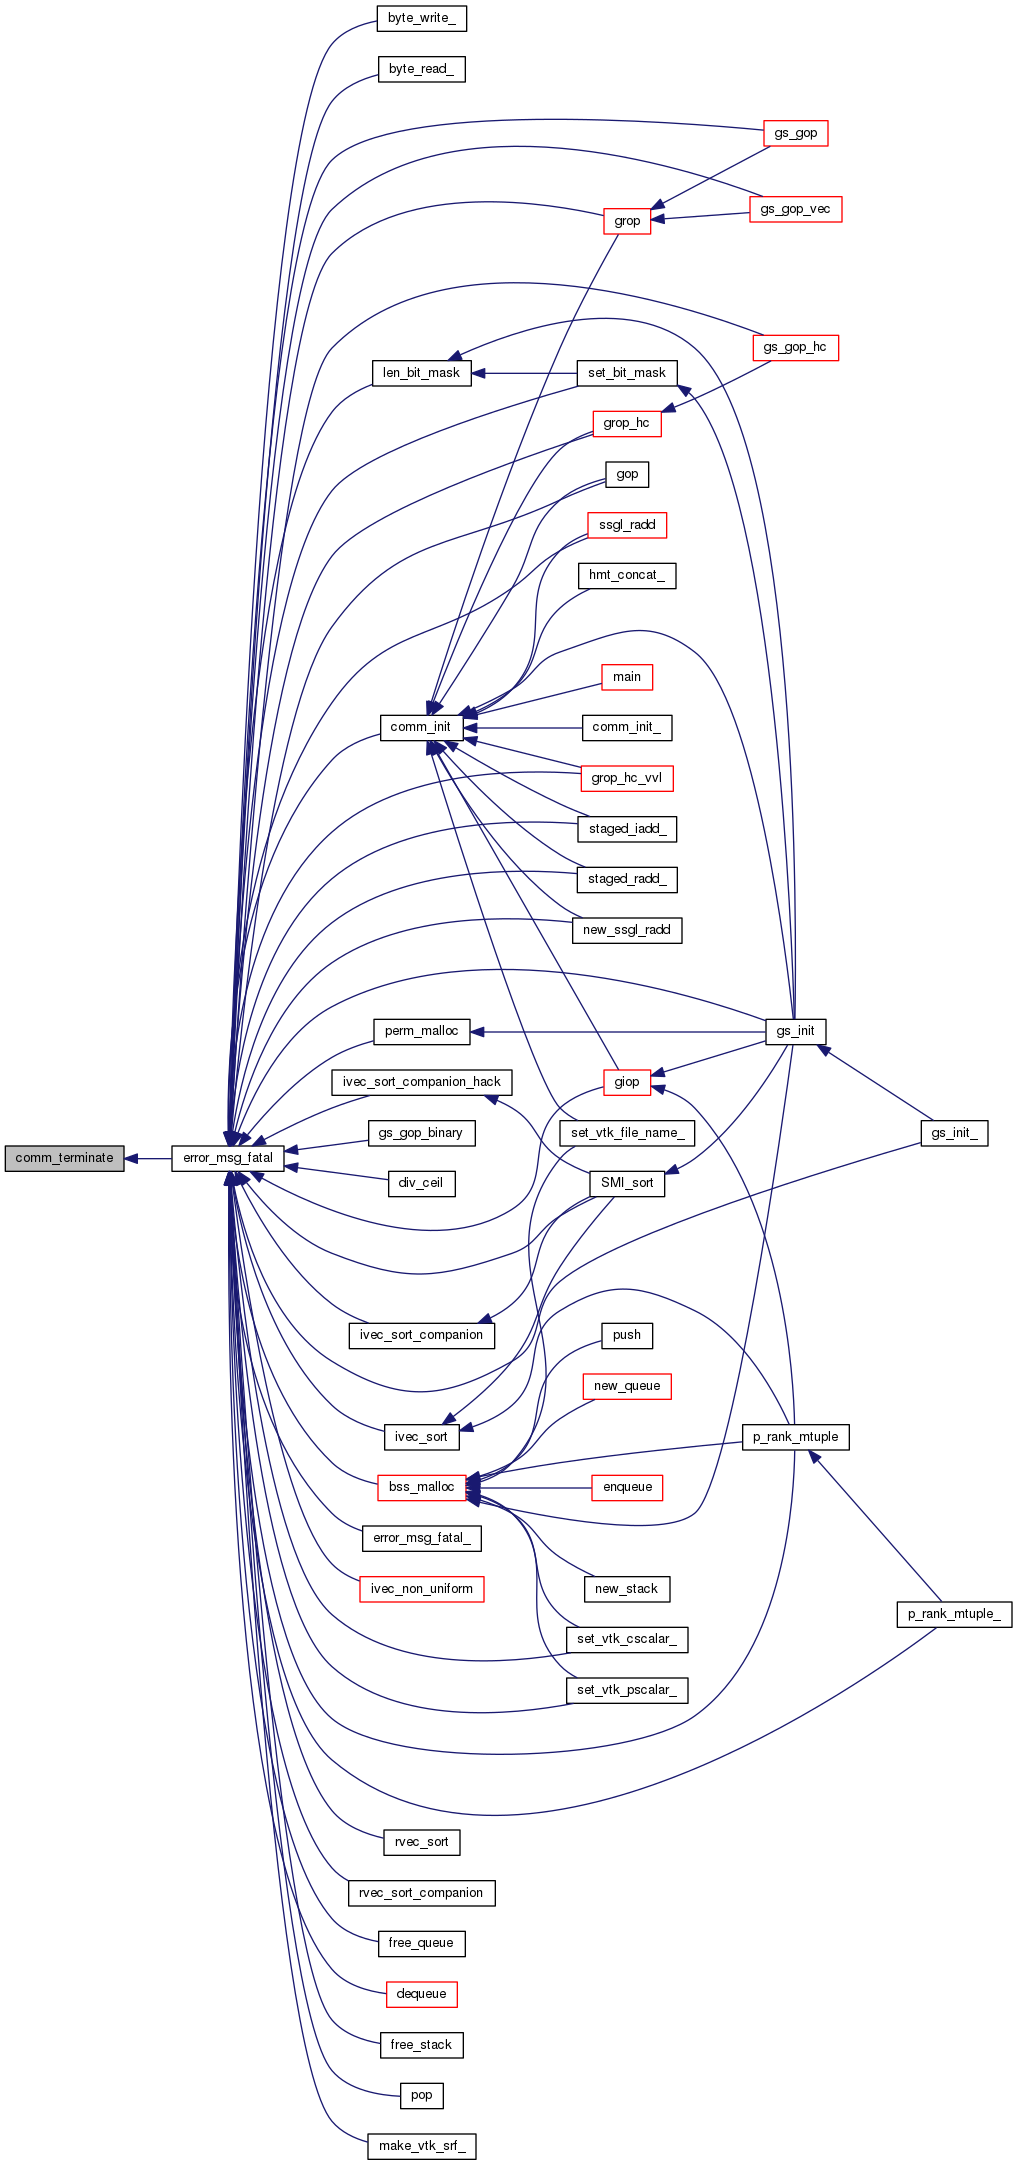 byte_write_
byte_read_
gs_gop
gs_gop_vec
grop
gs_gop_hc
len_bit_mask
set_bit_mask
grop_hc
gop
ssgl_radd
hmt_concat_
main
comm_init
comm_init_
grop_hc_vvl
staged_iadd_
staged_radd_
new_ssgl_radd
perm_malloc
gs_init
ivec_sort_companion_hack
giop
gs_gop_binary
set_vtk_file_name_
gs_init_
comm_terminate
error_msg_fatal
div_ceil
SMI_sort
ivec_sort_companion
push
new_queue
ivec_sort
p_rank_mtuple
bss_malloc
enqueue
error_msg_fatal_
ivec_non_uniform
new_stack
p_rank_mtuple_
set_vtk_cscalar_
set_vtk_pscalar_
rvec_sort
rvec_sort_companion
free_queue
dequeue
free_stack
pop
make_vtk_srf_